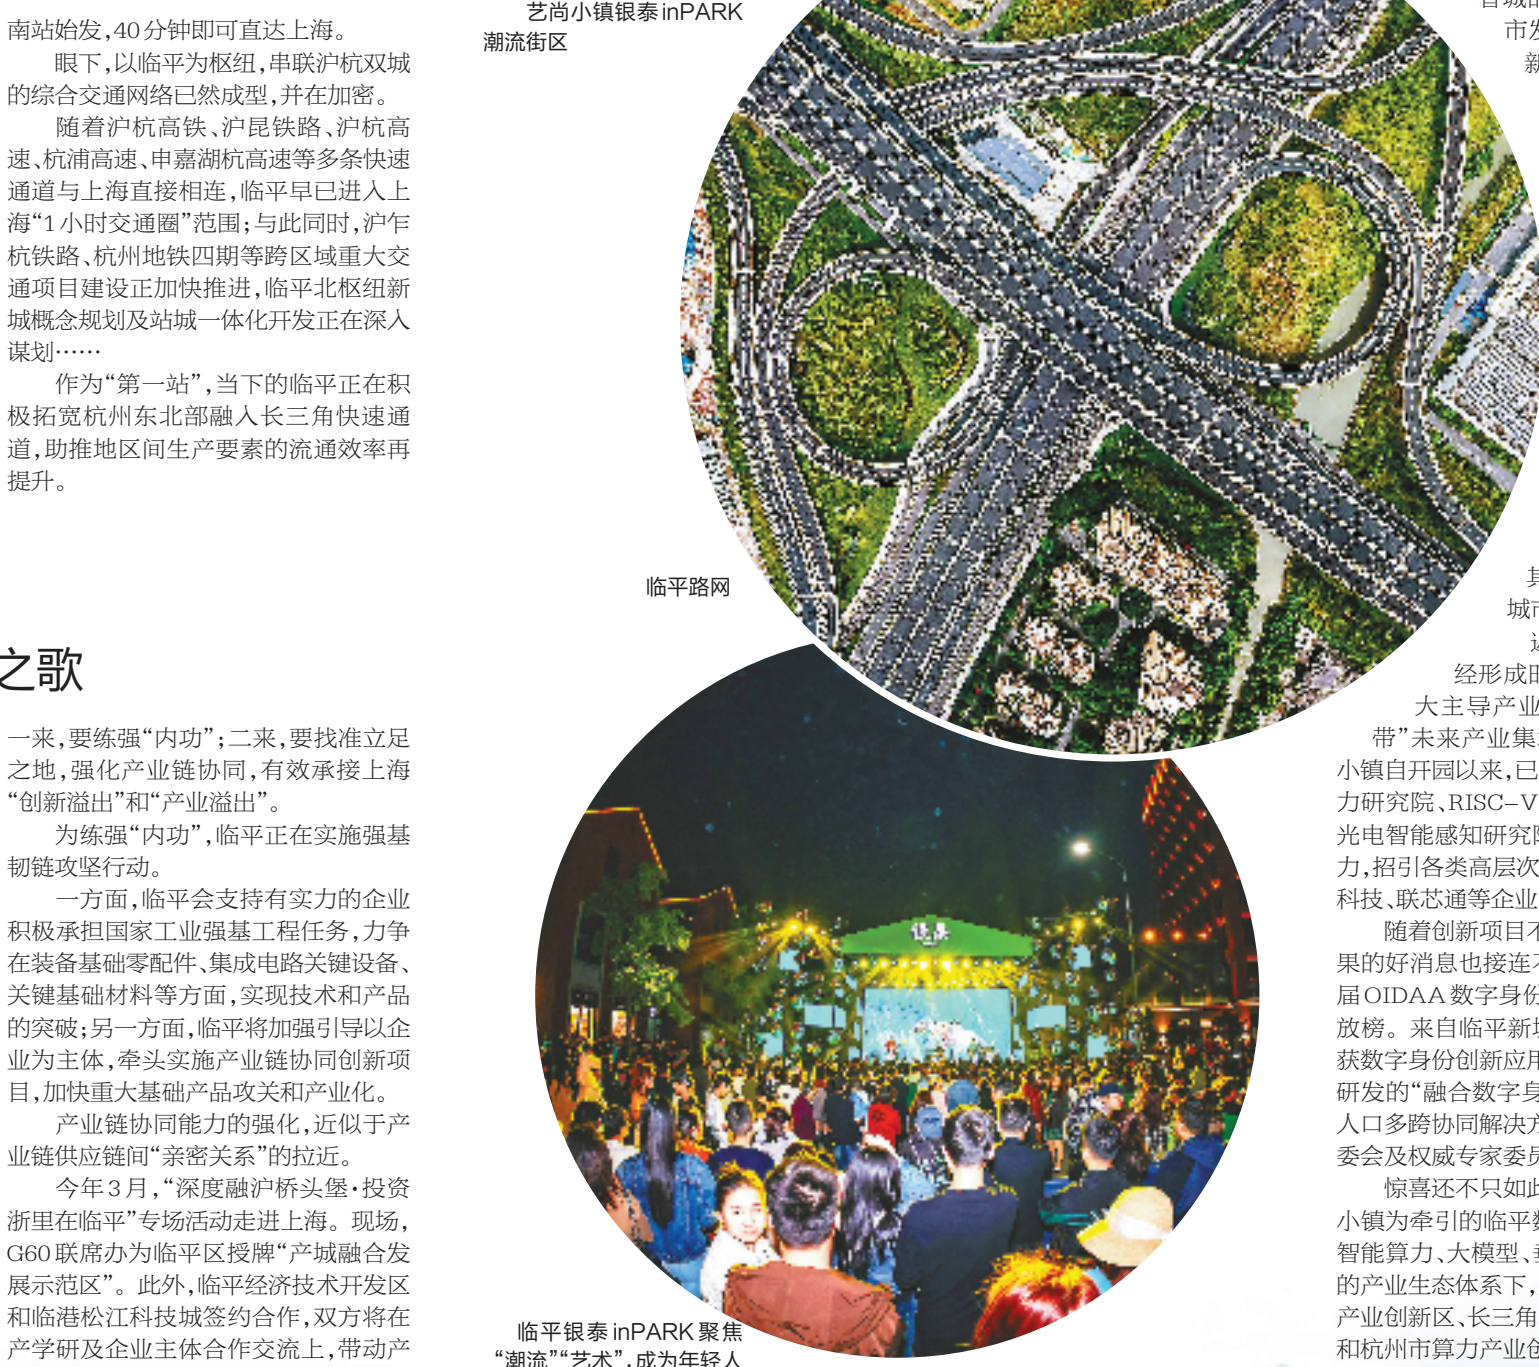 南站始发,40分钟即可直达上海。
眼下,以临平为枢纽,串联沪杭双城
的综合交通网络已然成型,并在加密。
随着沪杭高铁、沪昆铁路、沪杭高
速、杭浦高速、申嘉湖杭高速等多条快速
通道与上海直接相连,临平早已进入上
海“1小时交通圈”范围;与此同时,沪乍
杭铁路、杭州地铁四期等跨区域重大交
通项目建设正加快推进,临平北枢纽新
城概念规划及站城一体化开发正在深入
谋划……
作为“第一站”,当下的临平正在积
极拓宽杭州东北部融入长三角快速通
道,助推地区间生产要素的流通效率再
提升。
之歌
一来,要练强“内功”;二来,要找准立足
之地,强化产业链协同,有效承接上海
“创新溢出”和“产业溢出”。
为练强“内功”,临平正在实施强基
韧链攻坚行动。
一方面,临平会支持有实力的企业
积极承担国家工业强基工程任务,力争
在装备基础零配件、集成电路关键设备、
关键基础材料等方面,实现技术和产品
的突破;另一方面,临平将加强引导以企
业为主体,牵头实施产业链协同创新项
目,加快重大基础产品攻关和产业化。
产业链协同能力的强化,近似于产
业链供应链间“亲密关系”的拉近。
今年3月,“深度融沪桥头堡·投资
浙里在临平”专场活动走进上海。现场,
G60联席办为临平区授牌“产城融合发
展示范区”。此外,临平经济技术开发区
和临港松江科技城签约合作,双方将在
产学研及企业主体合作交流上,带动产
艺尚小镇银泰inPARK
潮流街区
临平路网
临平银泰inPARK聚焦
“潮流”“艺术”,成为年轻人
市发
新
城市
经形成
大主导产业
带”未来产业集
小镇自开园以来,已
力研究院、RISC-V
光电智能感知研究院
力,招引各类高层次
科技、联芯通等企业
随着创新项目不
果的好消息也接连不
届OIDAA数字身份
放榜。来自临平新城
获数字身份创新应用
研发的“融合数字身
人口多跨协同解决方
委会及权威专家委员
惊喜还不只如此
小镇为牵引的临平数
智能算力、大模型、
的产业生态体系下,
产业创新区、长三角
和杭州市算力产业创